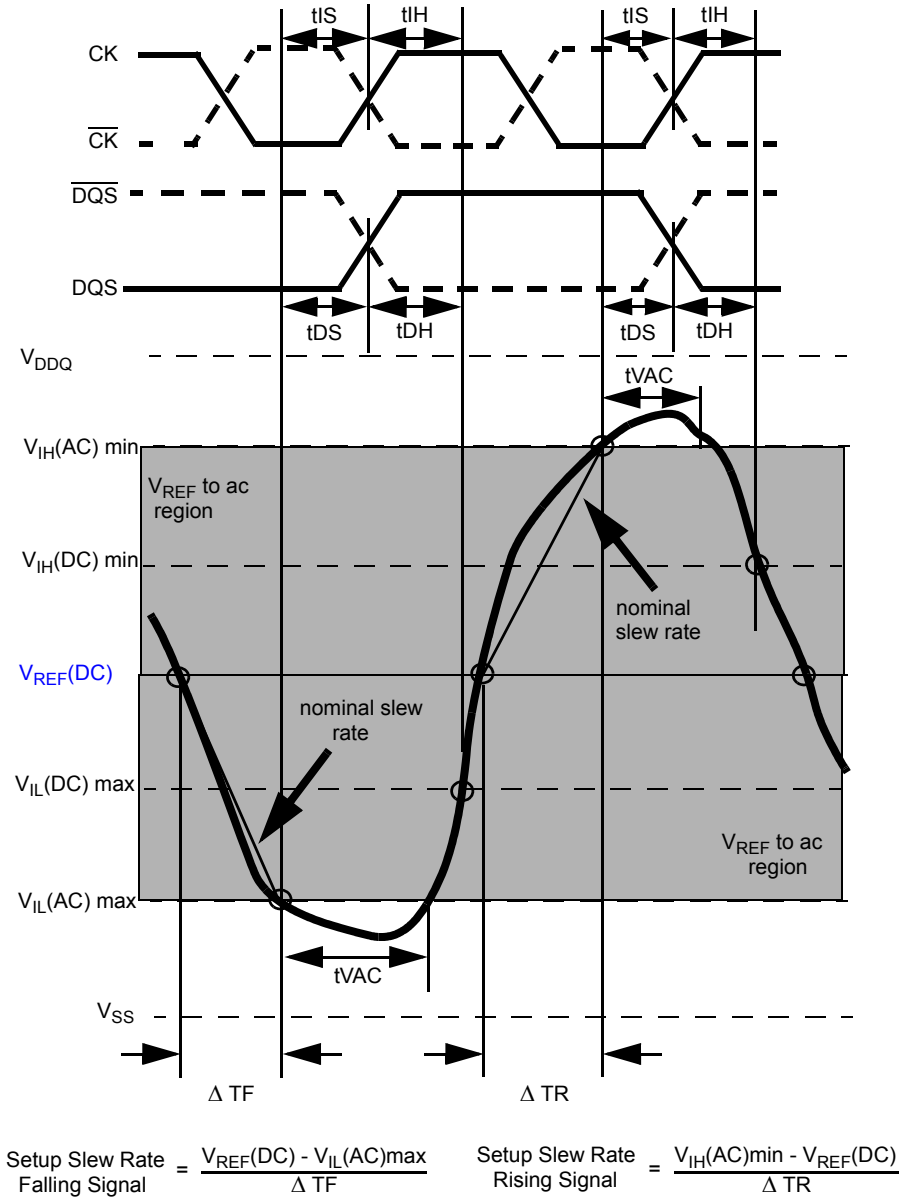 tIS tIH tIS tIH
CK
CK
DQS
DQS
tDS tDH tDS tDH
VDDQ
tVAC
VIH(AC) min
VREF to ac
region
VIH(DC) min
nominal
slew rate
VREF(DC)
nominal slew
rate
VIL(DC) max
VREF to ac
region
VIL(AC) max
tVAC
VSS
Δ TF Δ TR
Setup Slew Rate
Falling Signal
= VREF(DC) - VIL(AC)max
Δ TF
Setup Slew Rate
Rising Signal
= VIH(AC)min - VREF(DC)
Δ TR